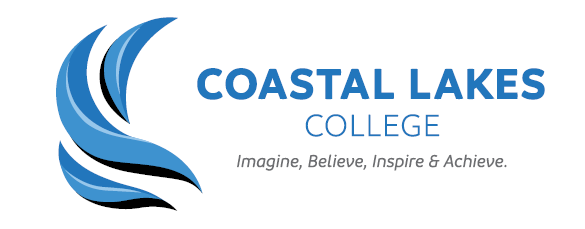 COASTAL LAKES
COLLEGE
Imagine, Believe, Inspire & Achieve.